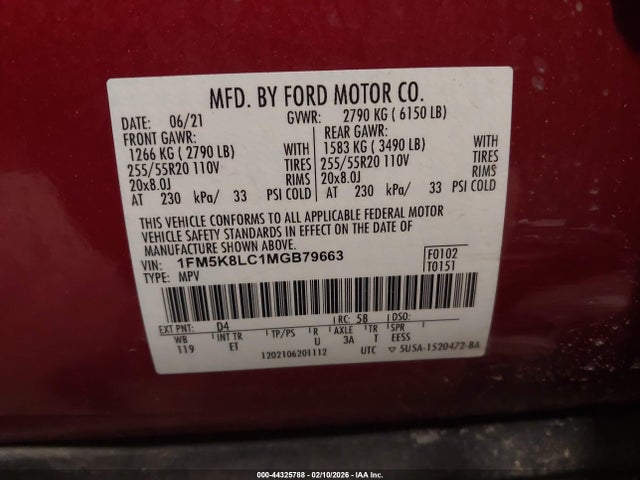 MFD. BY FORD MOTOR CO.
DATE: 06/21 GVWR: 2790 KG ( 6150 LB)
FRONT GAWR: REAR GAWR:
1266 KG ( 2790 LB) WITH 1583 KG ( 3490 LB) WITH
255/55R20 110V TIRES 255/55R20 110V TIRES
20x8.0J RIMS 20x8.0J RIMS
AT 230 kPa/ 33 PSI COLD AT 230 kPa/ 33 PSI COLD
THIS VEHICLE CONFORMS TO ALL APPLICABLE FEDERAL MOTOR
VEHICLE SAFETY STANDARDS IN EFFECT ON THE DATE OF
MANUFACTURE SHOWN ABOVE.
VIN: 1FM5K8LC1MGB79663 F0102
TYPE: MPV T0151
EXT PNT: D4 RC: 58 DSO:
WB INT TR TP/PS R AXLE TR SPR
119 ET U 3A T EESS
1202106201112 UTC ▽ 5U5A-1520472-BA
000-44325788 - 02/10/2026 - IAA Inc.